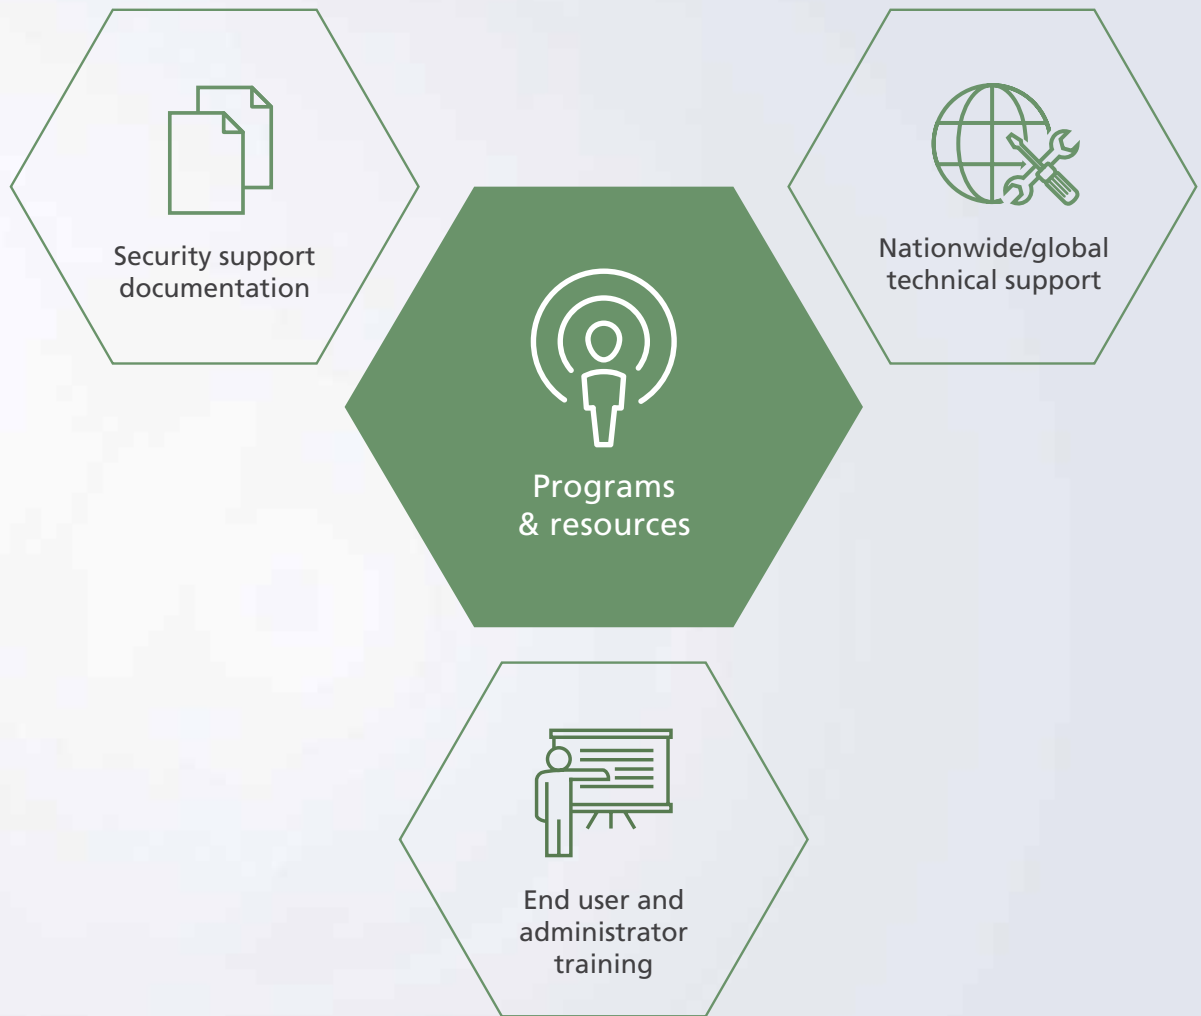 Security support
documentation
Nationwide/global
technical support
Programs
& resources
End user and
administrator
training